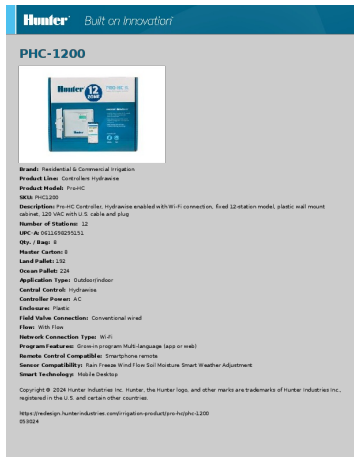 Hunter® Built on Innovation®
PHC-1200
Hunter 12 PRO-HC
Brand: Residential & Commercial Irrigation
Product Line: Controllers Hydrawise
Product Model: Pro-HC
SKU: PHC1200
Description: Pro-HC Controller, Hydrawise enabled with Wi-Fi connection, fixed 12-station model, plastic wall mount
cabinet, 120 VAC with U.S. cable and plug
Number of Stations: 12
UPC-A: 0611698295151
Qty. / Bag: 8
Master Carton: 8
Land Pallet: 192
Ocean Pallet: 224
Application Type: Outdoor/indoor
Central Control: Hydrawise
Controller Power: AC
Enclosure: Plastic
Field Valve Connection: Conventional wired
Flow: With Flow
Network Connection Type: Wi-Fi
Program Features: Grow-in program Multi-language (app or web)
Remote Control Compatible: Smartphone remote
Sensor Compatibility: Rain Freeze Wind Flow Soil Moisture Smart Weather Adjustment
Smart Technology: Mobile Desktop
Copyright © 2024 Hunter Industries Inc. Hunter, the Hunter logo, and other marks are trademarks of Hunter Industries Inc.,
registered in the U.S. and certain other countries.
https://redesign.hunterindustries.com/irrigation-product/pro-hc/phc-1200
053024